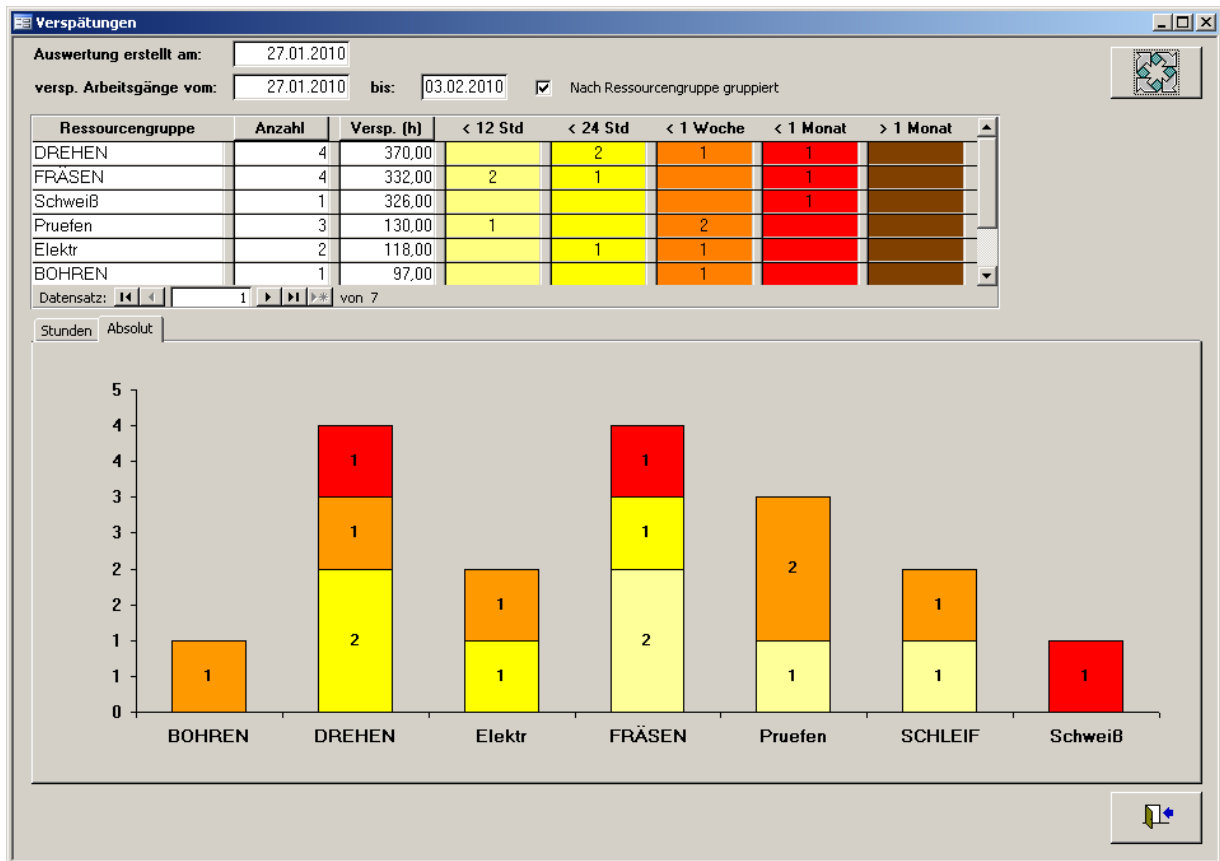 Verspätungen
Auswertung erstellt am: 27.01.2010
versp. Arbeitsgänge vom: 27.01.2010 bis: 03.02.2010 Nach Ressourcengruppe gruppiert
Ressourcengruppe Anzahl Versp. (h) < 12 Std < 24 Std < 1 Woche < 1 Monat > 1 Monat
DREHEN 4 370,00 2 1 1
FRÄSEN 4 332,00 2 1 1
Schweiß 1 326,00 1
Pruefen 3 130,00 1 2
Elektr 2 118,00 1 1
BOHREN 1 97,00 1
Datensatz: 1 von 7
Stunden Absolut
5
4
4
3
3
2
2
1
1
0
1
2 1 1
1 1
2 1 1
1 2
1 1
1
BOHREN DREHEN Elektr FRÄSEN Pruefen SCHLEIF Schweiß